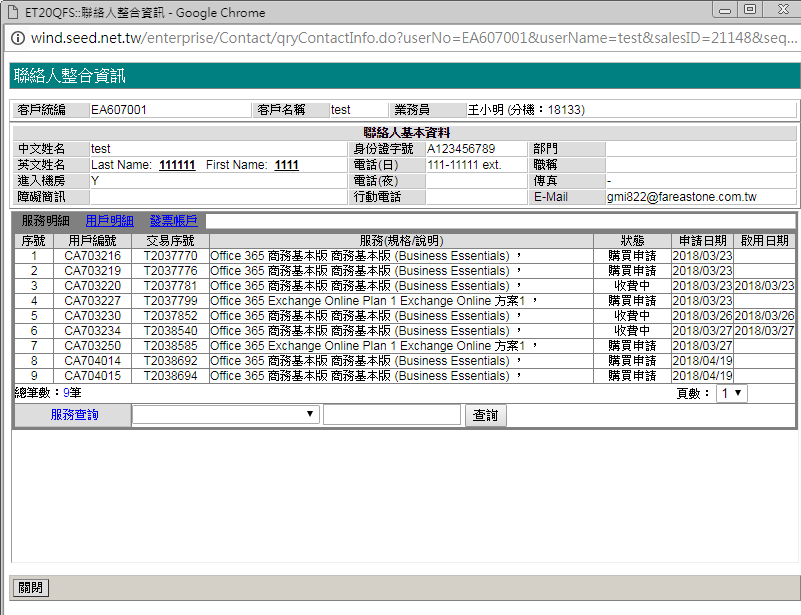 ET20QFS::聯絡人整合資訊 - Google Chrome
wind.seed.net.tw/enterprise/Contact/qryContactInfo.do?userNo=EA607001&userName=test&salesID=21148&seq...
聯絡人整合資訊
客戶統編 EA607001 客戶名稱 test 業務員 王小明 (分機：18133)
聯絡人基本資料
中文姓名 test 身份證字號 A123456789 部門
英文姓名 Last Name: 111111 First Name: 1111 電話(日) 111-11111 ext. 職稱
進入機房 Y 電話(夜) 傳真 -
障礙簡訊 行動電話 E-Mail gmi822@fareastone.com.tw
服務明細 用戶明細 發票帳戶
序號 用戶編號 交易序號 服務(規格/說明) 狀態 申請日期 啟用日期
1 CA703216 T2037770 Office 365 商務基本版 商務基本版 (Business Essentials) ， 購買申請 2018/03/23
2 CA703219 T2037776 Office 365 商務基本版 商務基本版 (Business Essentials) ， 購買申請 2018/03/23
3 CA703220 T2037781 Office 365 商務基本版 商務基本版 (Business Essentials) ， 收費中 2018/03/23 2018/03/23
4 CA703227 T2037799 Office 365 Exchange Online Plan 1 Exchange Online 方案1 ， 購買申請 2018/03/23
5 CA703230 T2037852 Office 365 商務基本版 商務基本版 (Business Essentials) ， 收費中 2018/03/26 2018/03/26
6 CA703234 T2038540 Office 365 商務基本版 商務基本版 (Business Essentials) ， 收費中 2018/03/27 2018/03/27
7 CA703250 T2038585 Office 365 Exchange Online Plan 1 Exchange Online 方案1 ， 購買申請 2018/03/27
8 CA704014 T2038692 Office 365 商務基本版 商務基本版 (Business Essentials) ， 購買申請 2018/04/19
9 CA704015 T2038694 Office 365 商務基本版 商務基本版 (Business Essentials) ， 購買申請 2018/04/19
總筆數：9筆 頁數： 1
服務查詢 查詢
關閉